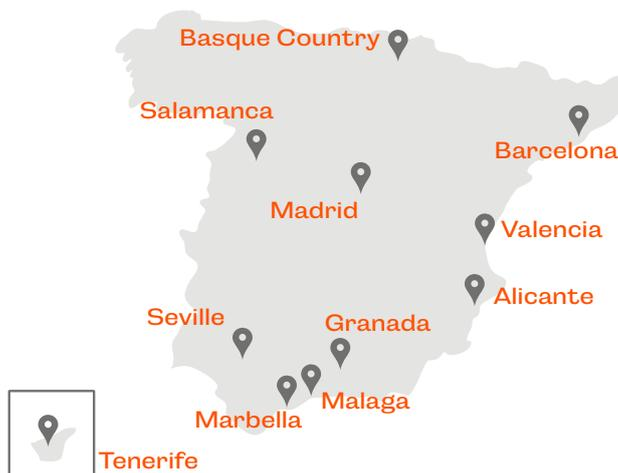 Basque Country
Salamanca
Barcelona
Madrid
Valencia
Alicante
Seville
Granada
Malaga
Marbella
Tenerife